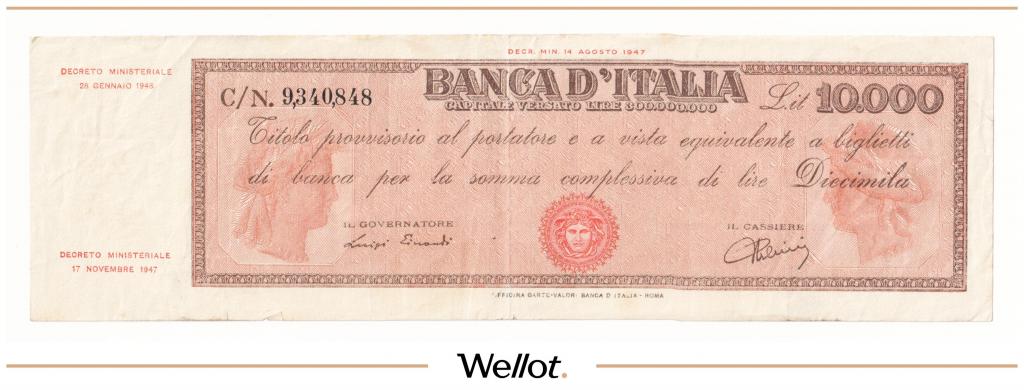 DECR. MIN. 14 AGOSTO 1947
DECRETO MINISTERIALE
28 GENNAIO 1948
BANCA D'ITALIA
CAPITALE VERSATO LIRE 300.000.000
C/N. 9,340,848
Lit 10.000
Titolo provvisorio al portatore e a vista equivalente a biglietti
di banca per la somma complessiva di lire Diecimila
IL GOVERNATORE
Luigi Einaudi
IL CASSIERE
DECRETO MINISTERIALE
17 NOVEMBRE 1947
OFFICINA CARTE-VALORI BANCA D'ITALIA - ROMA
Wellot.